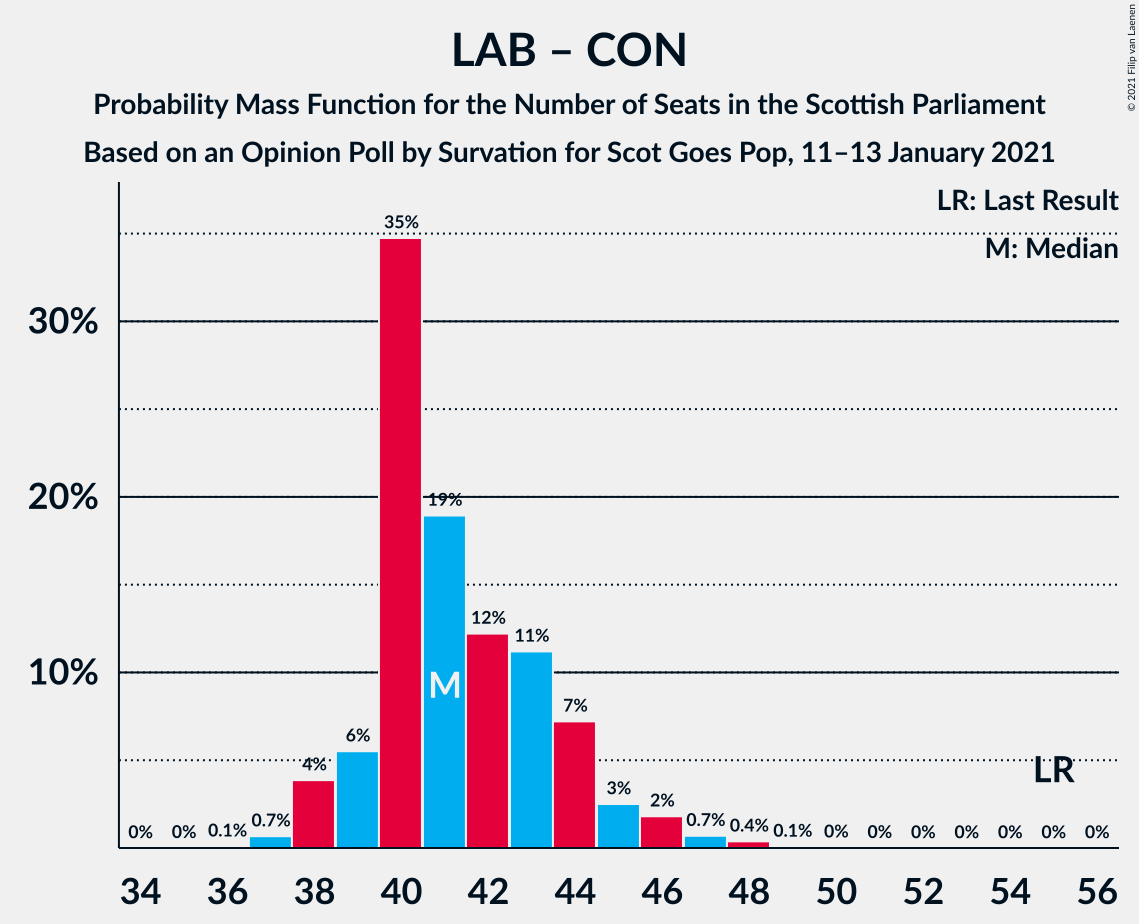 LAB – CON
Probability Mass Function for the Number of Seats in the Scottish Parliament
Based on an Opinion Poll by Survation for Scot Goes Pop, 11–13 January 2021
© 2021 Filip van Laenen
LR: Last Result
M: Median
30%
20%
10%
0%
0%
0.1%
0.7%
4%
6%
35%
19%
12%
11%
7%
3%
2%
0.7%
0.4%
0.1%
0%
0%
0%
0%
0%
0%
0%
M
LR
34 36 38 40 42 44 46 48 50 52 54 56